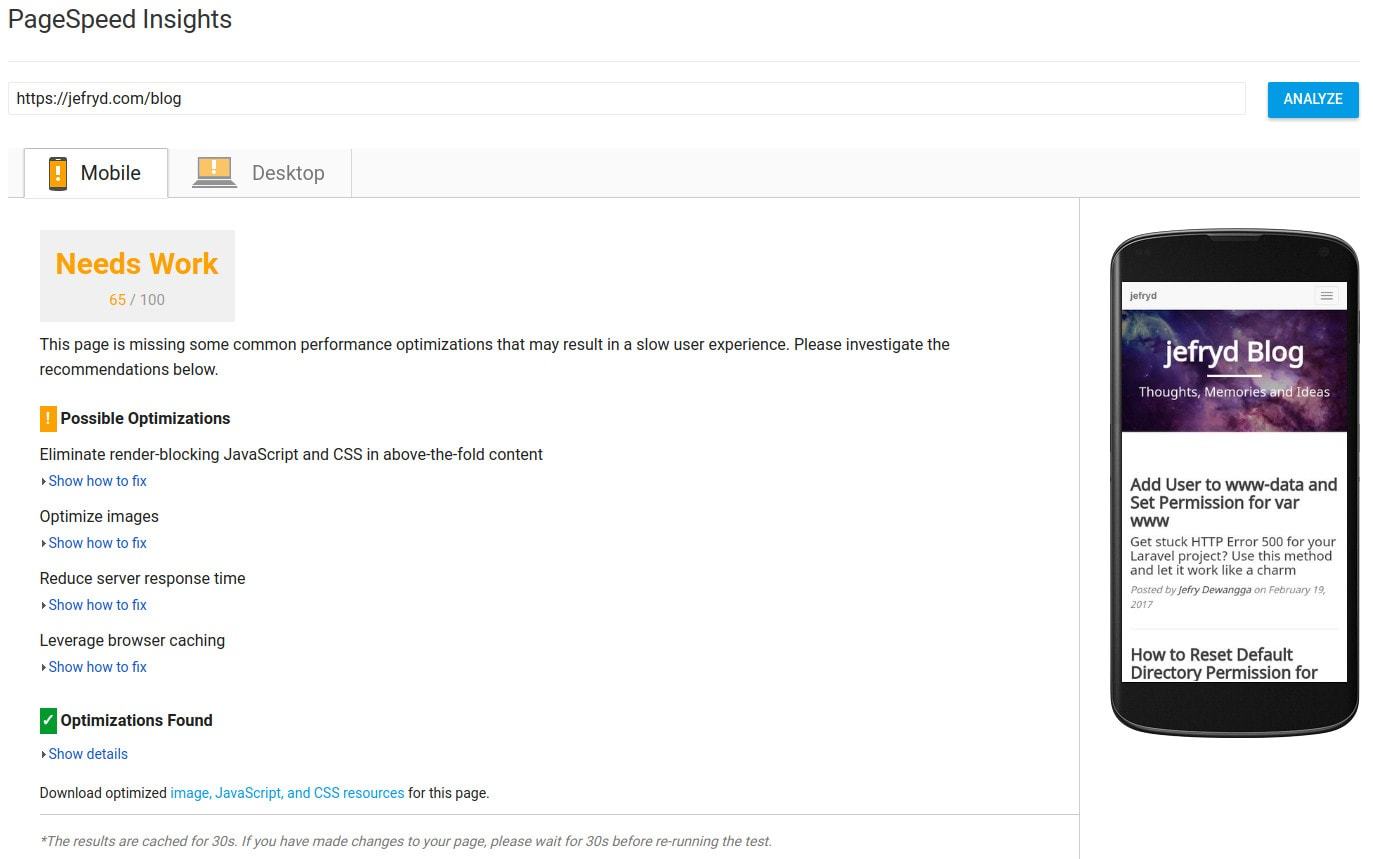 PageSpeed Insights
https://jefryd.com/blog
ANALYZE
Mobile
Desktop
Needs Work
65 / 100
This page is missing some common performance optimizations that may result in a slow user experience. Please investigate the
recommendations below.
! Possible Optimizations
Eliminate render-blocking JavaScript and CSS in above-the-fold content
Show how to fix
Optimize images
Show how to fix
Reduce server response time
Show how to fix
Leverage browser caching
Show how to fix
✓ Optimizations Found
Show details
Download optimized image, JavaScript, and CSS resources for this page.
*The results are cached for 30s. If you have made changes to your page, please wait for 30s before re-running the test.
jefryd
jefryd Blog
Thoughts, Memories and Ideas
Add User to www-data and
Set Permission for var
www
Get stuck HTTP Error 500 for your
Laravel project? Use this method
and let it work like a charm
Posted by Jefry Dewangga on February 19,
2017
How to Reset Default
Directory Permission for